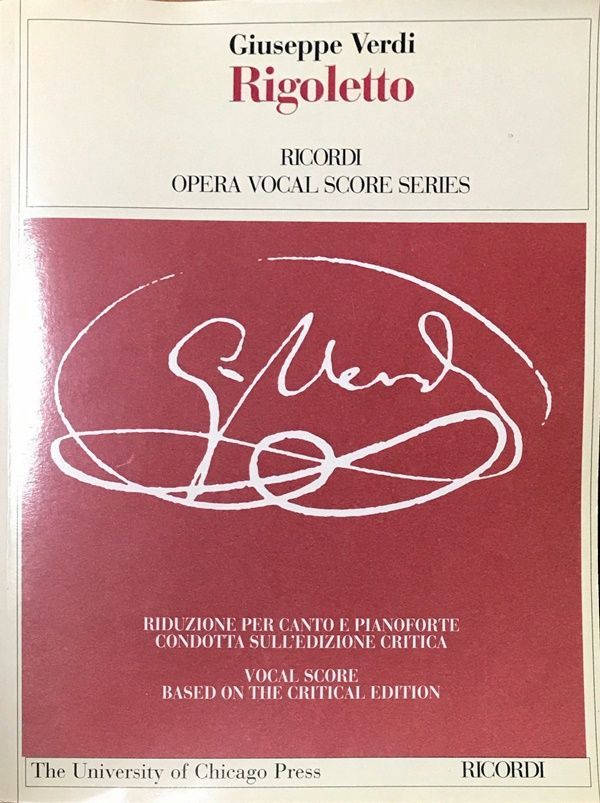 Giuseppe Verdi
Rigoletto
RICORDI
OPERA VOCAL SCORE SERIES
G. Verdi
RIDUZIONE PER CANTO E PIANOFORTE
CONDOTTA SULL'EDIZIONE CRITICA
VOCAL SCORE
BASED ON THE CRITICAL EDITION
The University of Chicago Press
RICORDI